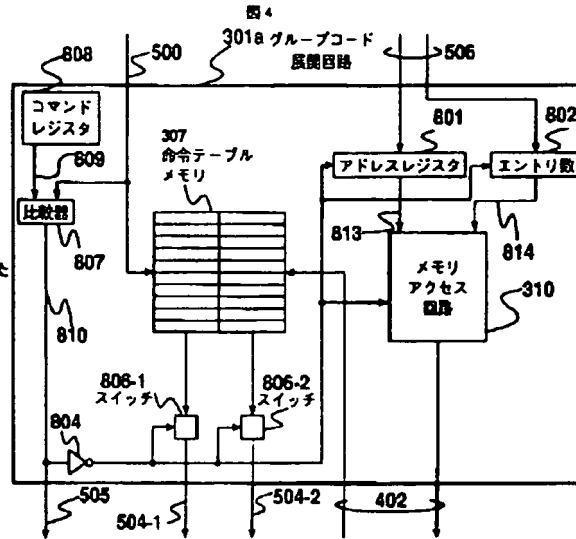 図4
301a グループコード
展開回路
808
500
506
コマンド
レジスタ
809
比較器
807
810
307
命令テーブル
メモリ
801
802
アドレスレジスタ
エントリ数
813
814
メモリ
アクセス
回路
310
806-1
スイッチ
806-2
スイッチ
804
505
504-1
504-2
402